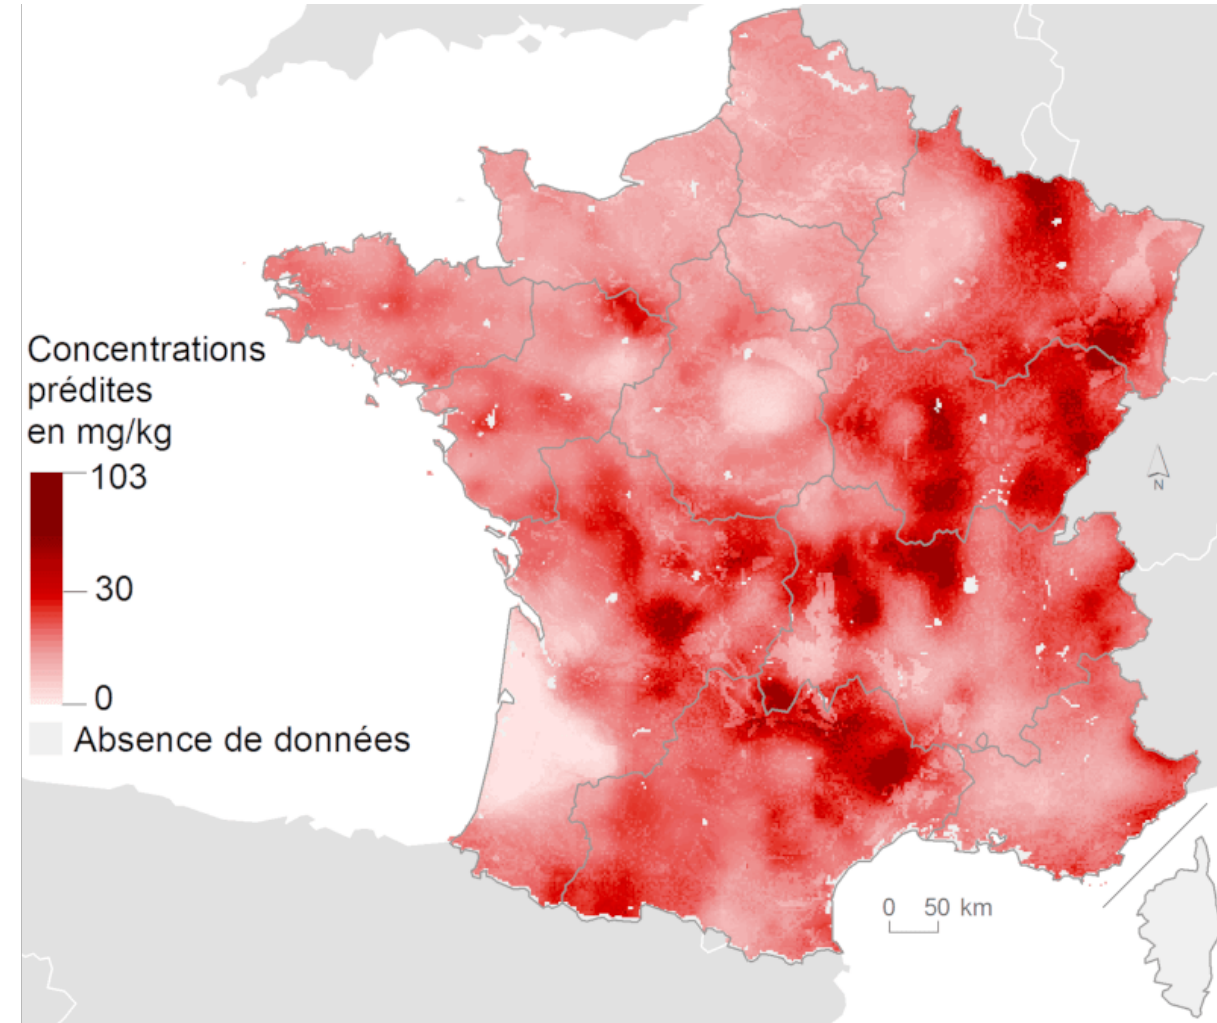 Concentrations
prédites
en mg/kg
103
30
0
Absence de données
N
0 50 km